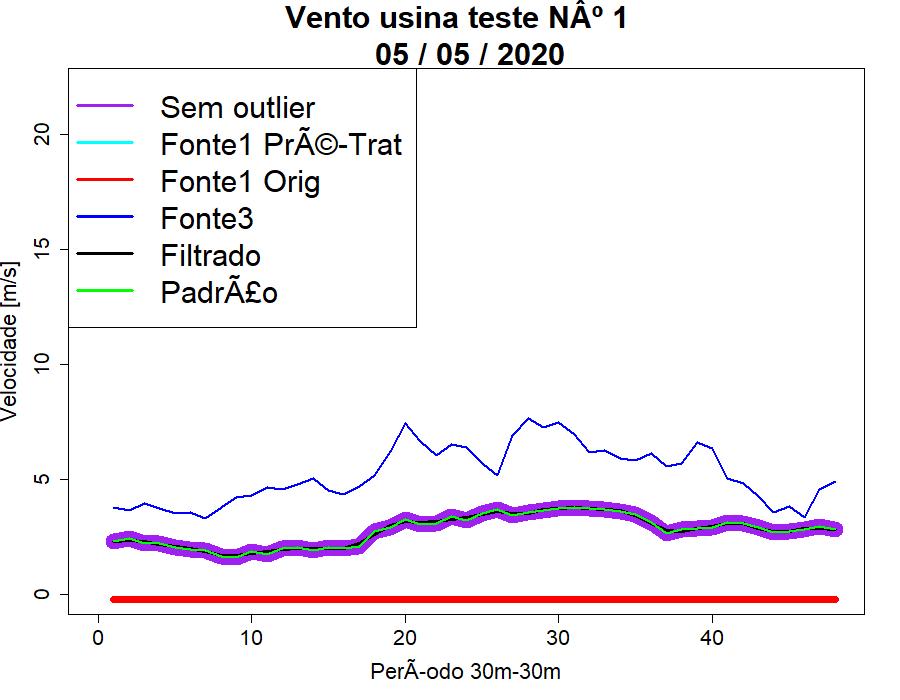 Vento usina teste NÂº 1
05 / 05 / 2020
Sem outlier
Fonte1 PrÃ©-Trat
Fonte1 Orig
Fonte3
Filtrado
PadrÃ£o
Velocidade [m/s]
20
15
10
5
0
0 10 20 30 40
PerÃ-odo 30m-30m